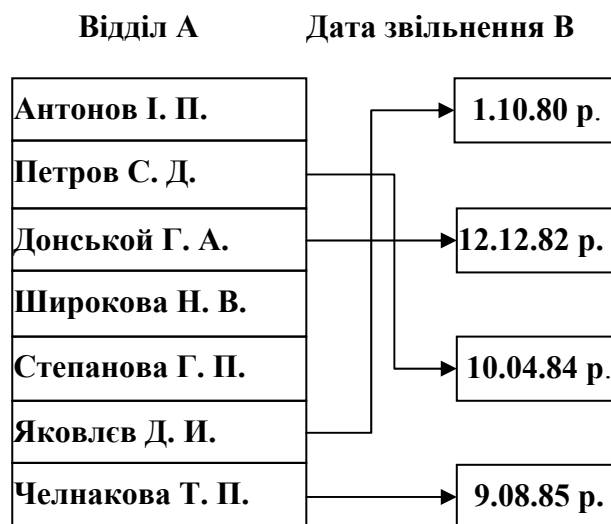 Відділ А Дата звільнення В
Антонов І. П. 1.10.80 р.
Петров С. Д.
Донськой Г. А. 12.12.82 р.
Широкова Н. В.
Степанова Г. П. 10.04.84 р.
Яковлєв Д. И.
Челнакова Т. П. 9.08.85 р.